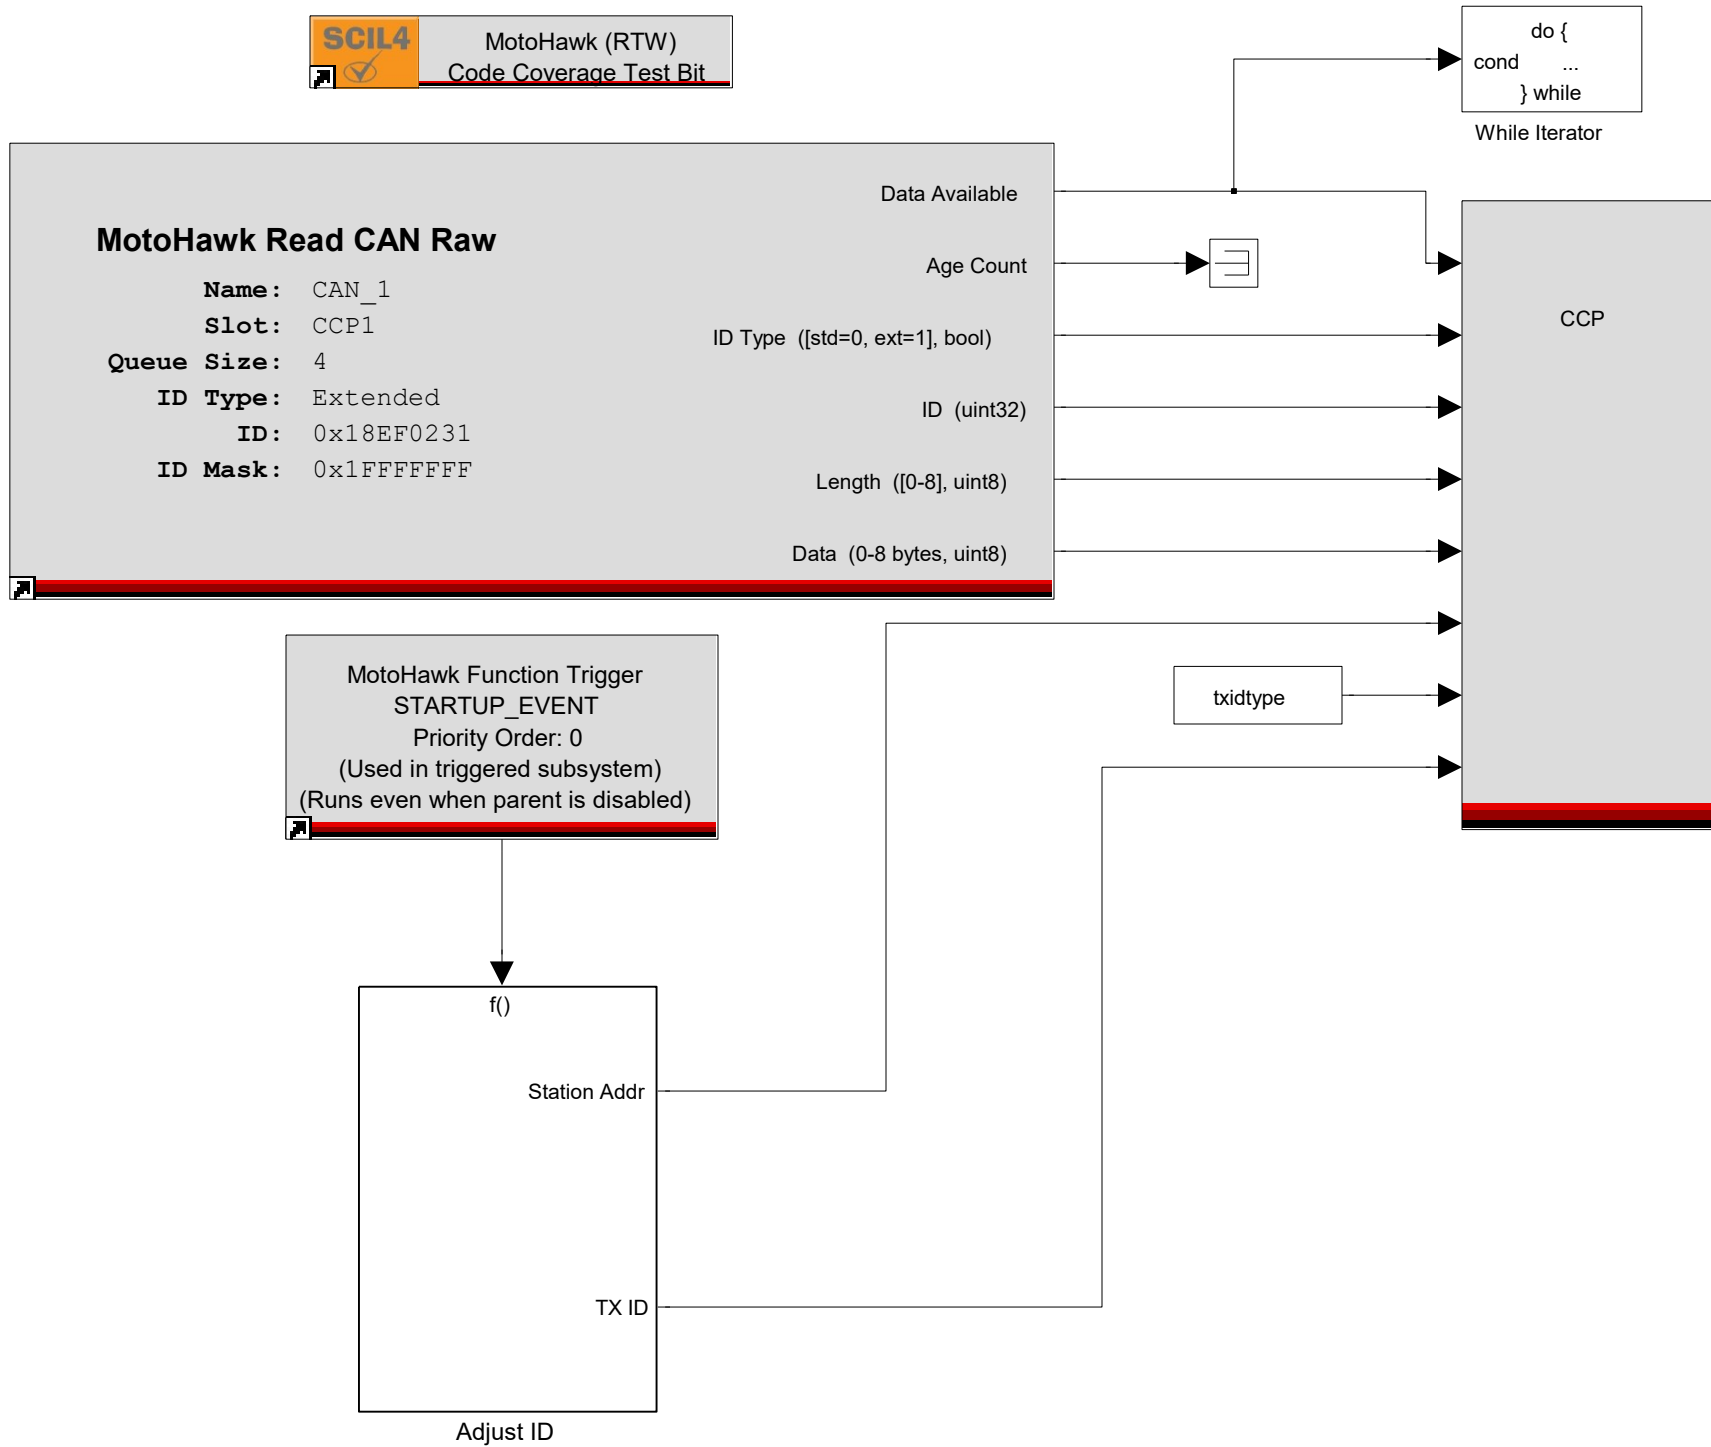 SCIL4
MotoHawk (RTW)
Code Coverage Test Bit
do {
cond ...
} while
While Iterator
MotoHawk Read CAN Raw
Name: CAN_1
Slot: CCP1
Queue Size: 4
ID Type: Extended
ID: 0x18EF0231
ID Mask: 0x1FFFFFFF
Data Available
Age Count
ID Type ([std=0, ext=1], bool)
ID (uint32)
Length ([0-8], uint8)
Data (0-8 bytes, uint8)
CCP
MotoHawk Function Trigger
STARTUP_EVENT
Priority Order: 0
(Used in triggered subsystem)
(Runs even when parent is disabled)
txidtype
f()
Station Addr
TX ID
Adjust ID